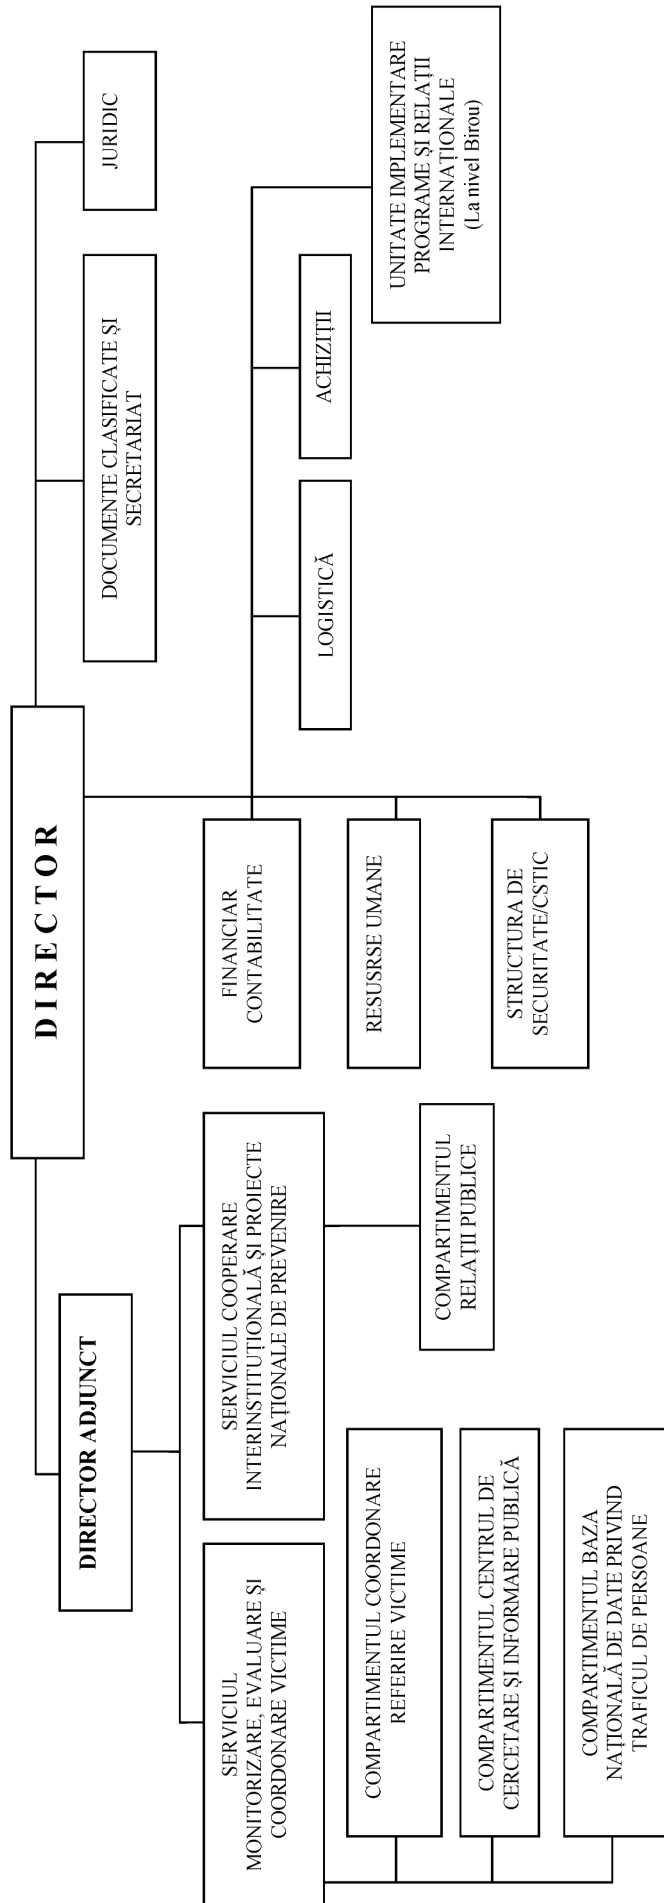 DIRECTOR
DIRECTOR ADJUNCT
DOCUMENTE CLASIFICATE ȘI
SECRETARIAT
JURIDIC
SERVICIUL
MONITORIZARE, EVALUARE ȘI
COORDONARE VICTIME
SERVICIUL COOPERARE
INTERINSTITUȚIONALĂ ȘI PROIECTE
NAȚIONALE DE PREVENIRE
FINANCIAR
CONTABILITATE
LOGISTICĂ
ACHIZIȚII
UNITATE IMPLEMENTARE
PROGRAME ȘI RELAȚII
INTERNAȚIONALE
(La nivel Birou)
COMPARTIMENTUL COORDONARE
REFERIRE VICTIME
RESUSRSE UMANE
COMPARTIMENTUL
RELAȚII PUBLICE
COMPARTIMENTUL CENTRUL DE
CERCETARE ȘI INFORMARE PUBLICĂ
STRUCTURA DE
SECURITATE/CSTIC
COMPARTIMENTUL BAZA
NAȚIONALĂ DE DATE PRIVIND
TRAFICUL DE PERSOANE